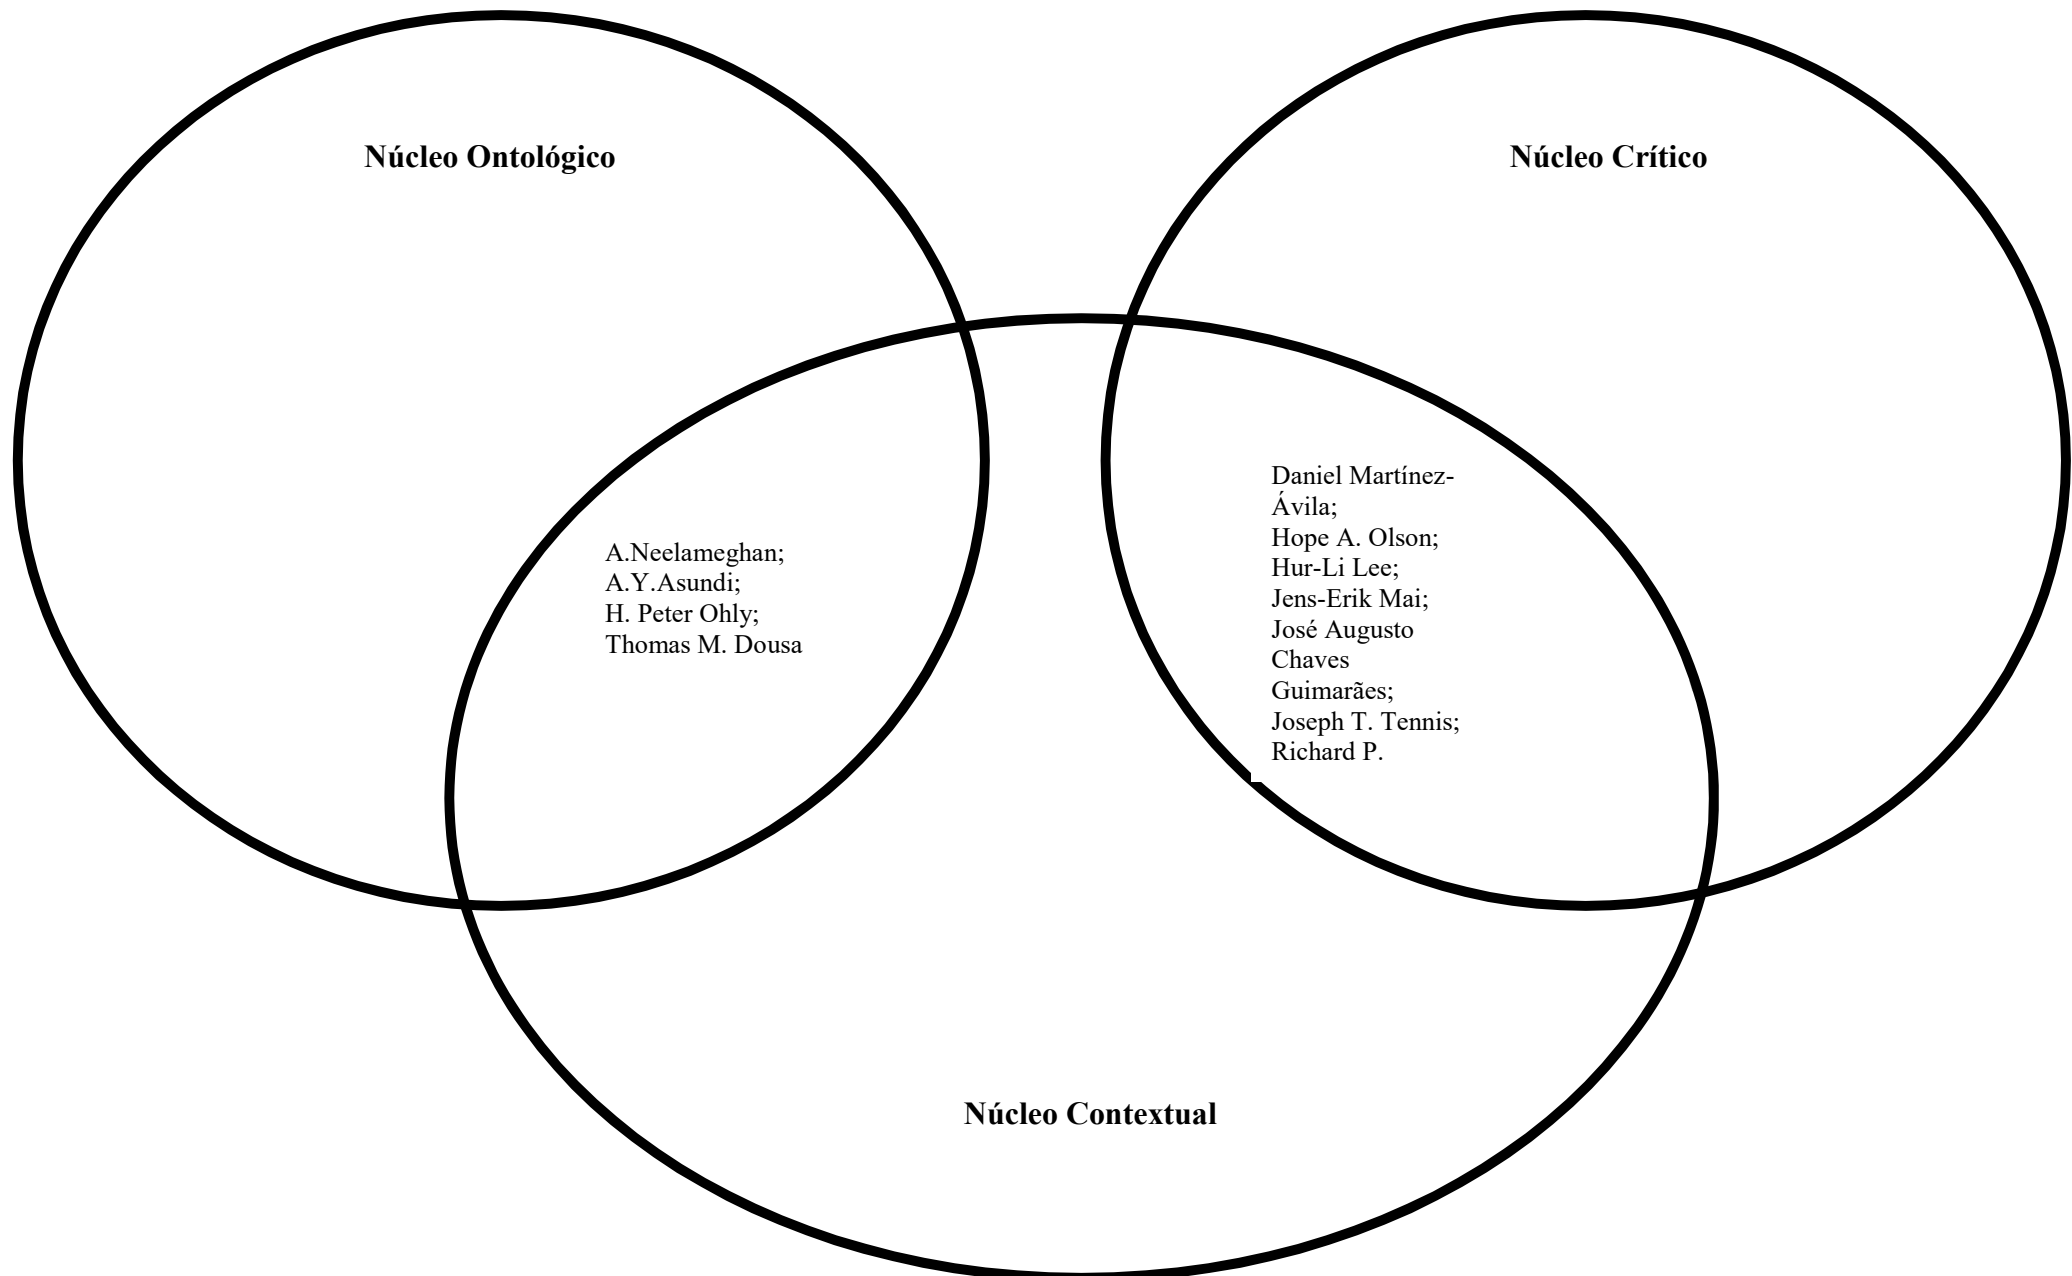 Núcleo Ontológico
Núcleo Crítico
A.Neelameghan;
A.Y.Asundi;
H. Peter Ohly;
Thomas M. Dousa
Daniel Martínez-
Ávila;
Hope A. Olson;
Hur-Li Lee;
Jens-Erik Mai;
José Augusto
Chaves
Guimarães;
Joseph T. Tennis;
Richard P.
Núcleo Contextual